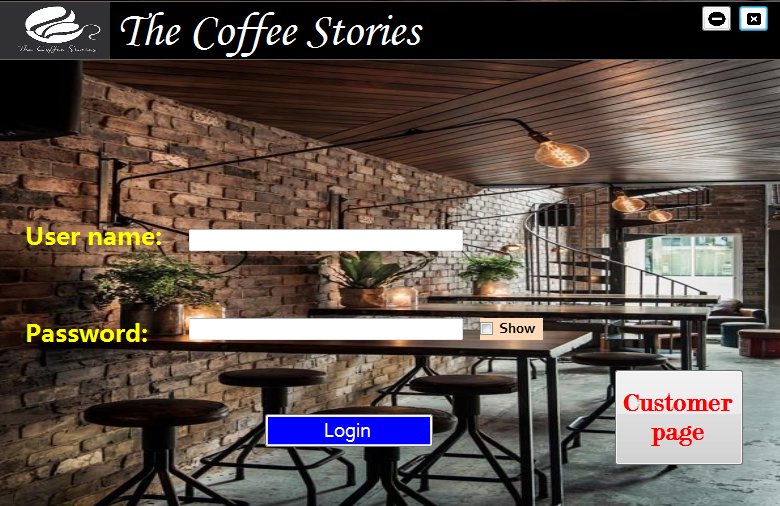 The Coffee Stories
The Coffee Stories
User name:
Password:
Show
Login
Customer
page